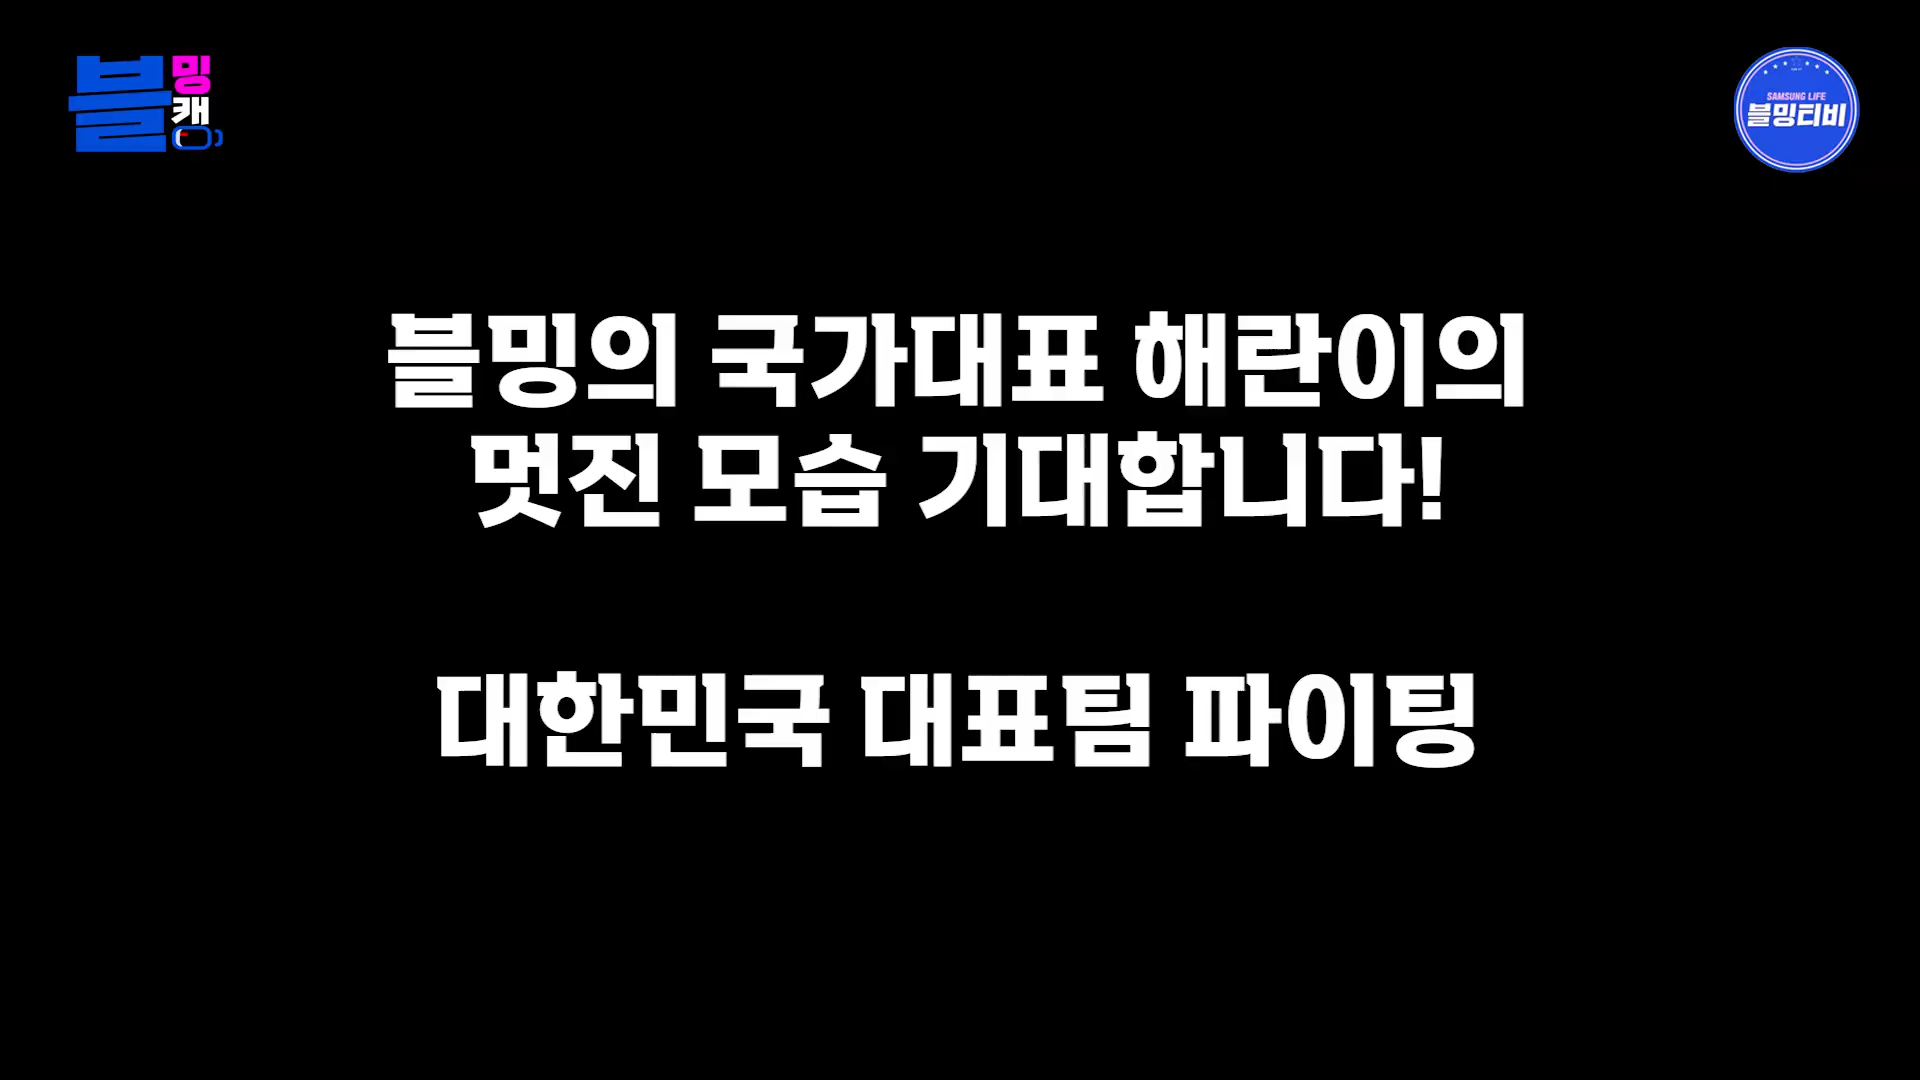 블밍캠
SAMSUNG LIFE
블밍티비
블밍의 국가대표 해란이의
멋진 모습 기대합니다!
대한민국 대표팀 파이팅